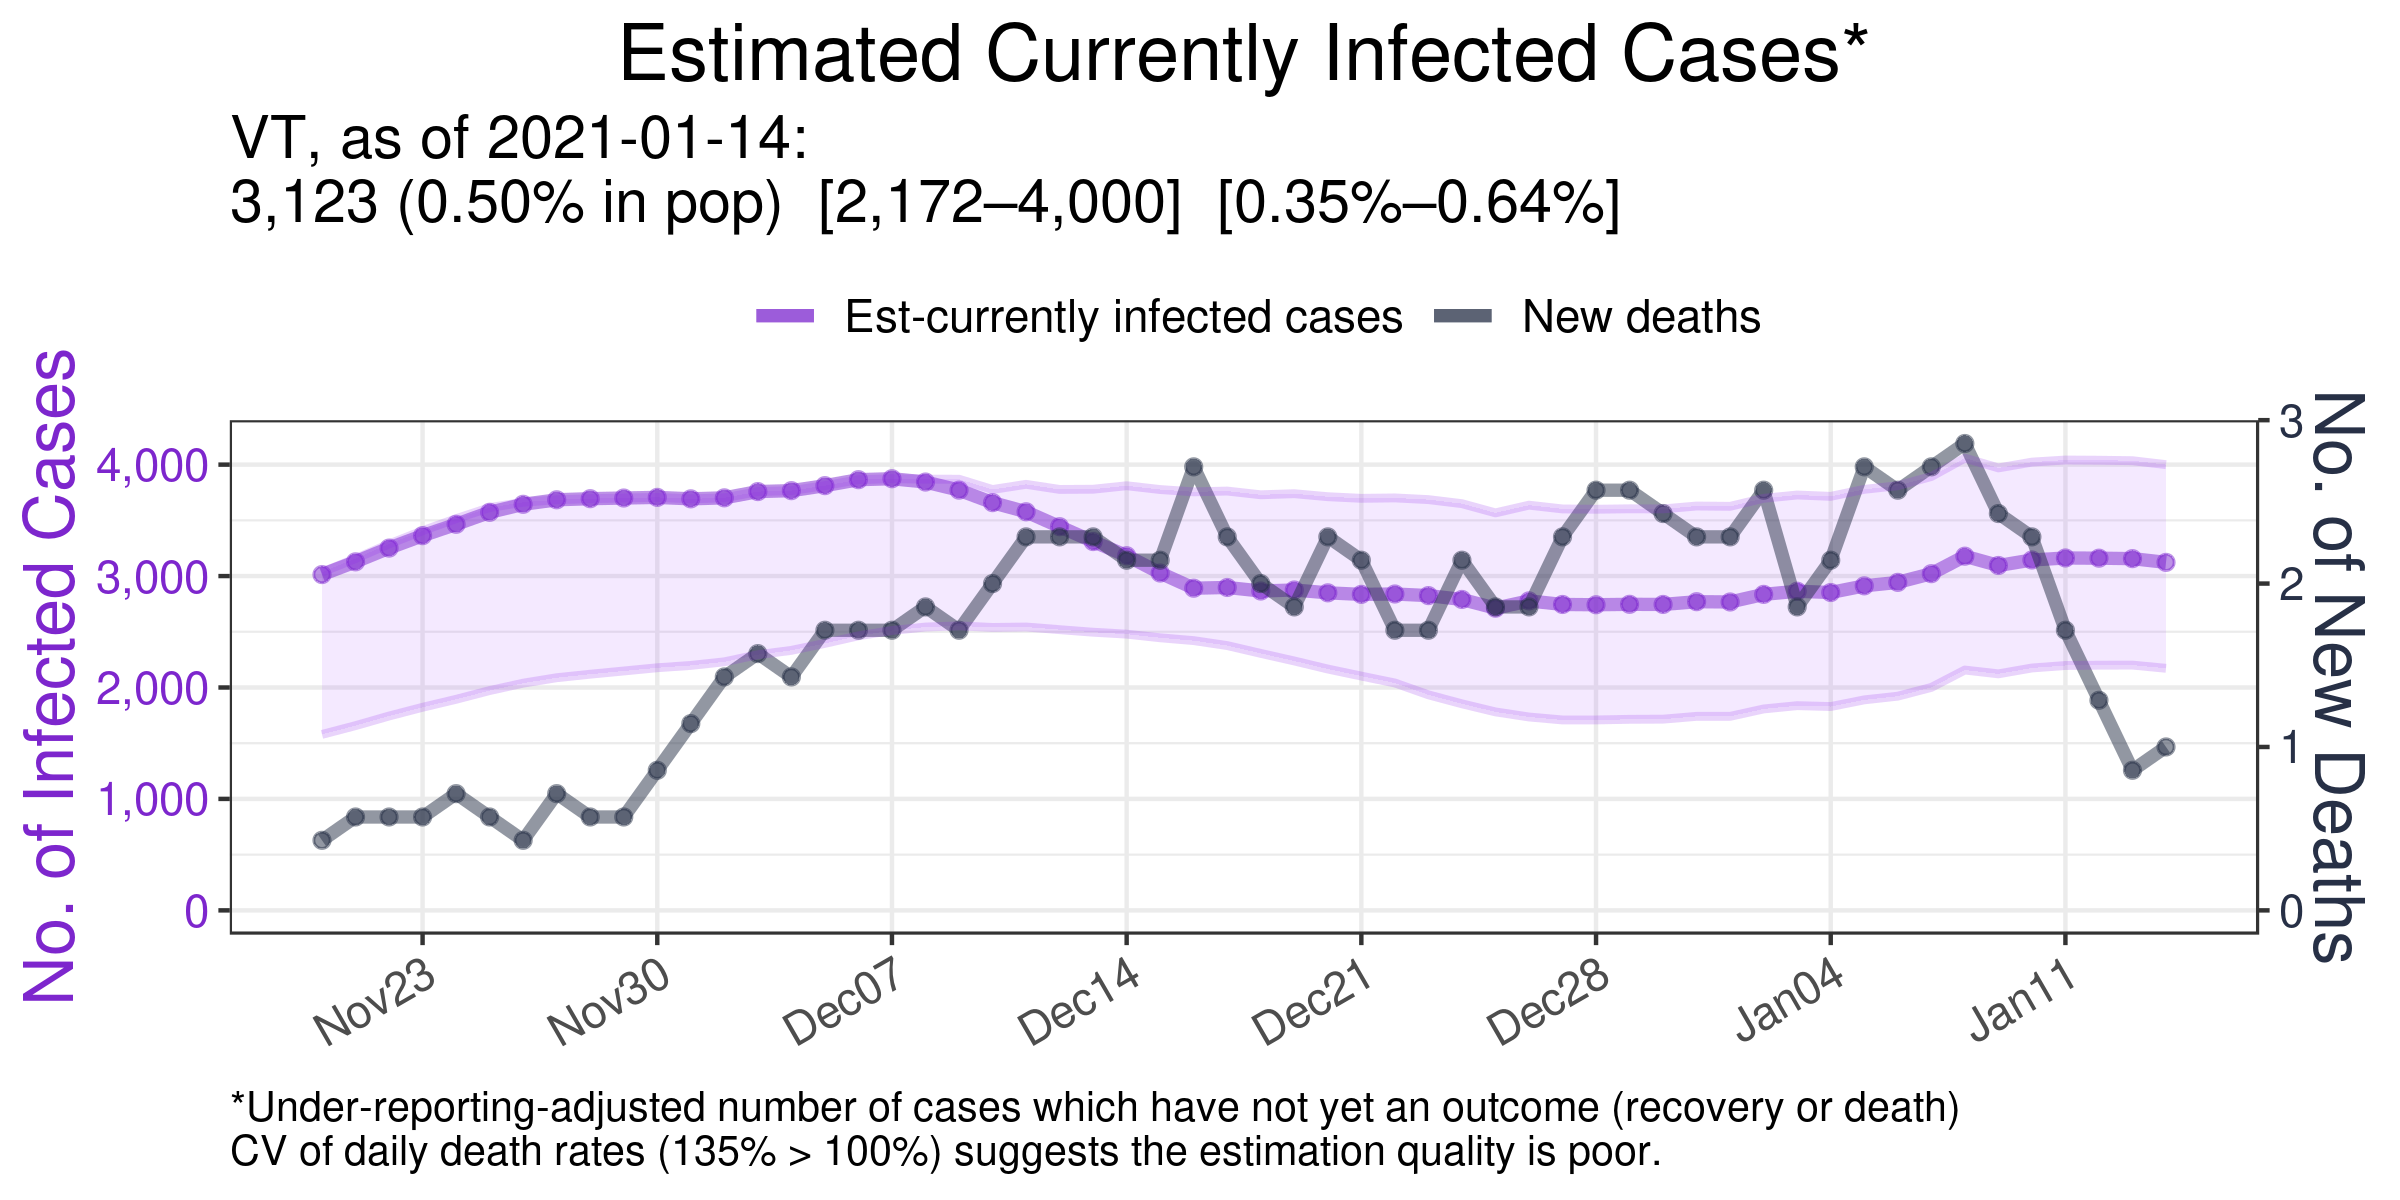 Estimated Currently Infected Cases*
VT, as of 2021-01-14:
3,123 (0.50% in pop)  [2,172–4,000]  [0.35%–0.64%]
Est-currently infected cases
New deaths
No. of Infected Cases
4,000
3,000
2,000
1,000
0
3
2
1
0
No. of New Deaths
Nov23
Nov30
Dec07
Dec14
Dec21
Dec28
Jan04
Jan11
*Under-reporting-adjusted number of cases which have not yet an outcome (recovery or death)
CV of daily death rates (135% > 100%) suggests the estimation quality is poor.